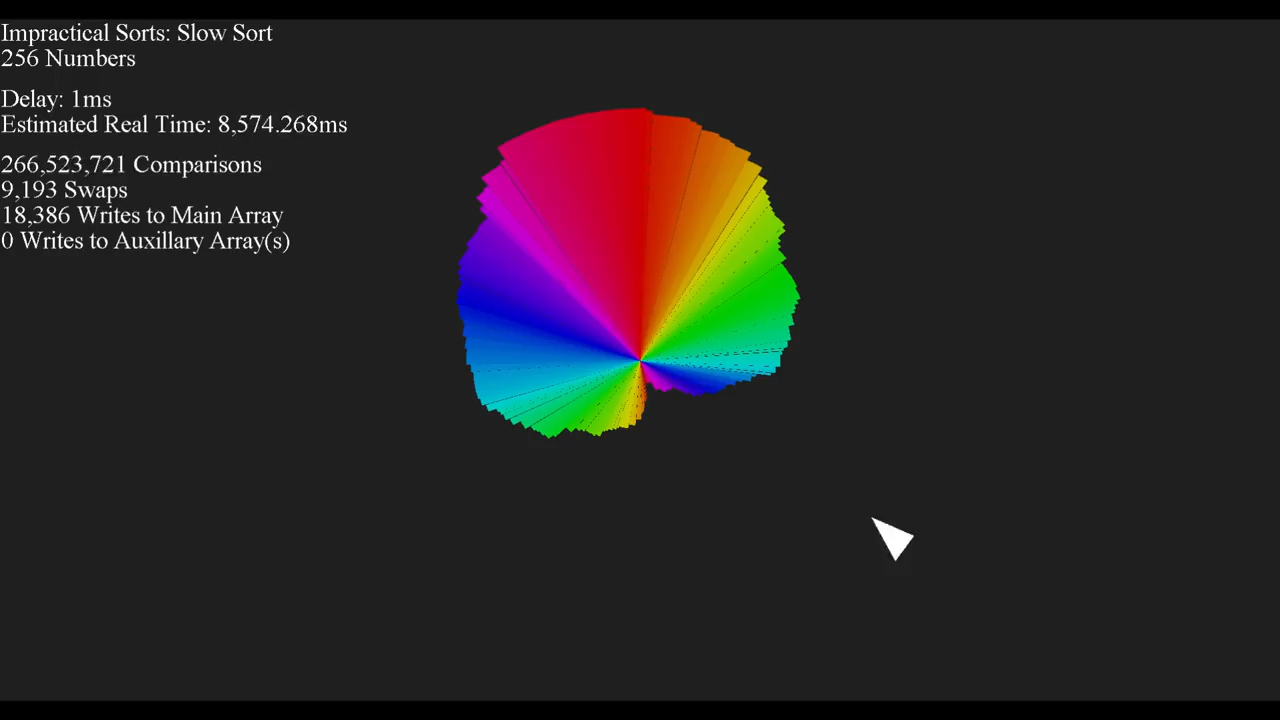 Impractical Sorts: Slow Sort
256 Numbers
Delay: 1ms
Estimated Real Time: 8,574.268ms
266,523,721 Comparisons
9,193 Swaps
18,386 Writes to Main Array
0 Writes to Auxillary Array(s)